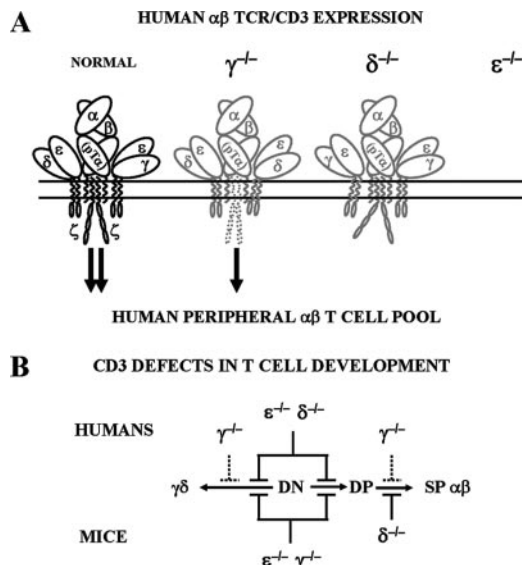 A
HUMAN αβ TCR/CD3 EXPRESSION
NORMAL γ⁻/⁻ δ⁻/⁻ ε⁻/⁻
α α α
β β β
(pTα) (pTα) (pTα)
δ ε ε γ δ ε ε δ γ ε ε γ
ζ ζ
HUMAN PERIPHERAL αβ T CELL POOL
B
CD3 DEFECTS IN T CELL DEVELOPMENT
ε⁻/⁻ δ⁻/⁻
HUMANS
γ⁻/⁻ γ⁻/⁻
γδ DN DP SP αβ
MICE
δ⁻/⁻
ε⁻/⁻ γ⁻/⁻